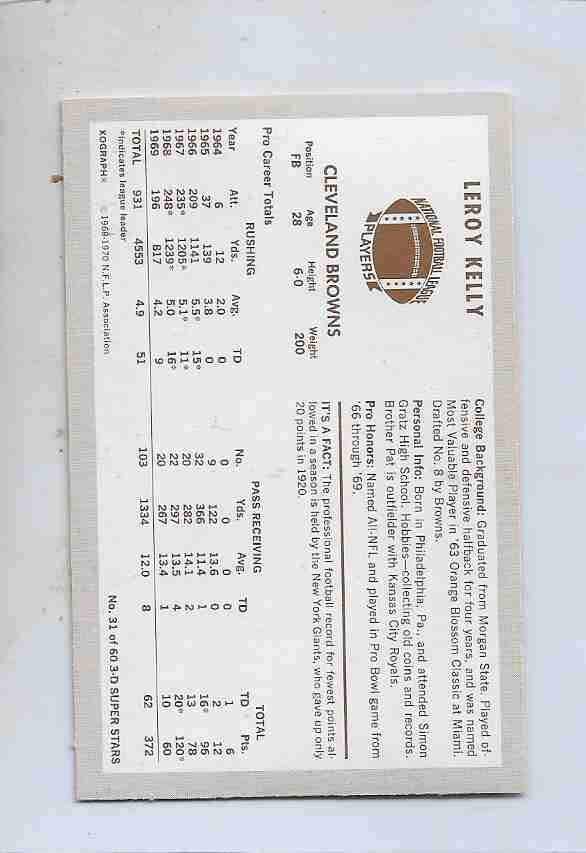 LEROY KELLY
NATIONAL FOOTBALL LEAGUE
PLAYERS
CLEVELAND BROWNS
Position Age Height Weight
FB 28 6-0 200
College Background: Graduated from Morgan State. Played of-
fensive and defensive halfback for four years, and was named
Most Valuable Player in '63 Orange Blossom Classic at Miami.
Drafted No. 8 by Browns.
Personal Info: Born in Philadelphia, Pa., and attended Simon
Gratz High School. Hobbies—collecting old coins and records.
Brother Pat is outfielder with Kansas City Royals.
Pro Honors: Named All-NFL and played in Pro Bowl game from
'66 through '69.
IT'S A FACT: The professional football record for fewest points al-
lowed in a season is held by the New York Giants, who gave up only
20 points in 1920.
Pro Career Totals
RUSHING PASS RECEIVING TOTAL
Year Att. Yds. Avg. TD No. Yds. Avg. TD TD Pts.
1964 6 12 2.0 0 0 0 0 0 1 6
1965 37 139 3.8 0 9 122 13.6 0 2 12
1966 209 1141 5.5* 15* 32 366 11.4 1 16* 96
1967 235* 1205* 5.1* 11* 20 282 14.1 2 13 78
1968 248* 1239* 5.0 16* 22 297 13.5 4 20* 120*
1969 196 817 4.2 9 20 267 13.4 1 10 60
TOTAL 931 4553 4.9 51 103 1334 12.0 8 62 372
*indicates league leader
XOGRAPH® © 1969-1970 N.F.L.P. Association No. 31 of 60 3-D SUPER STARS